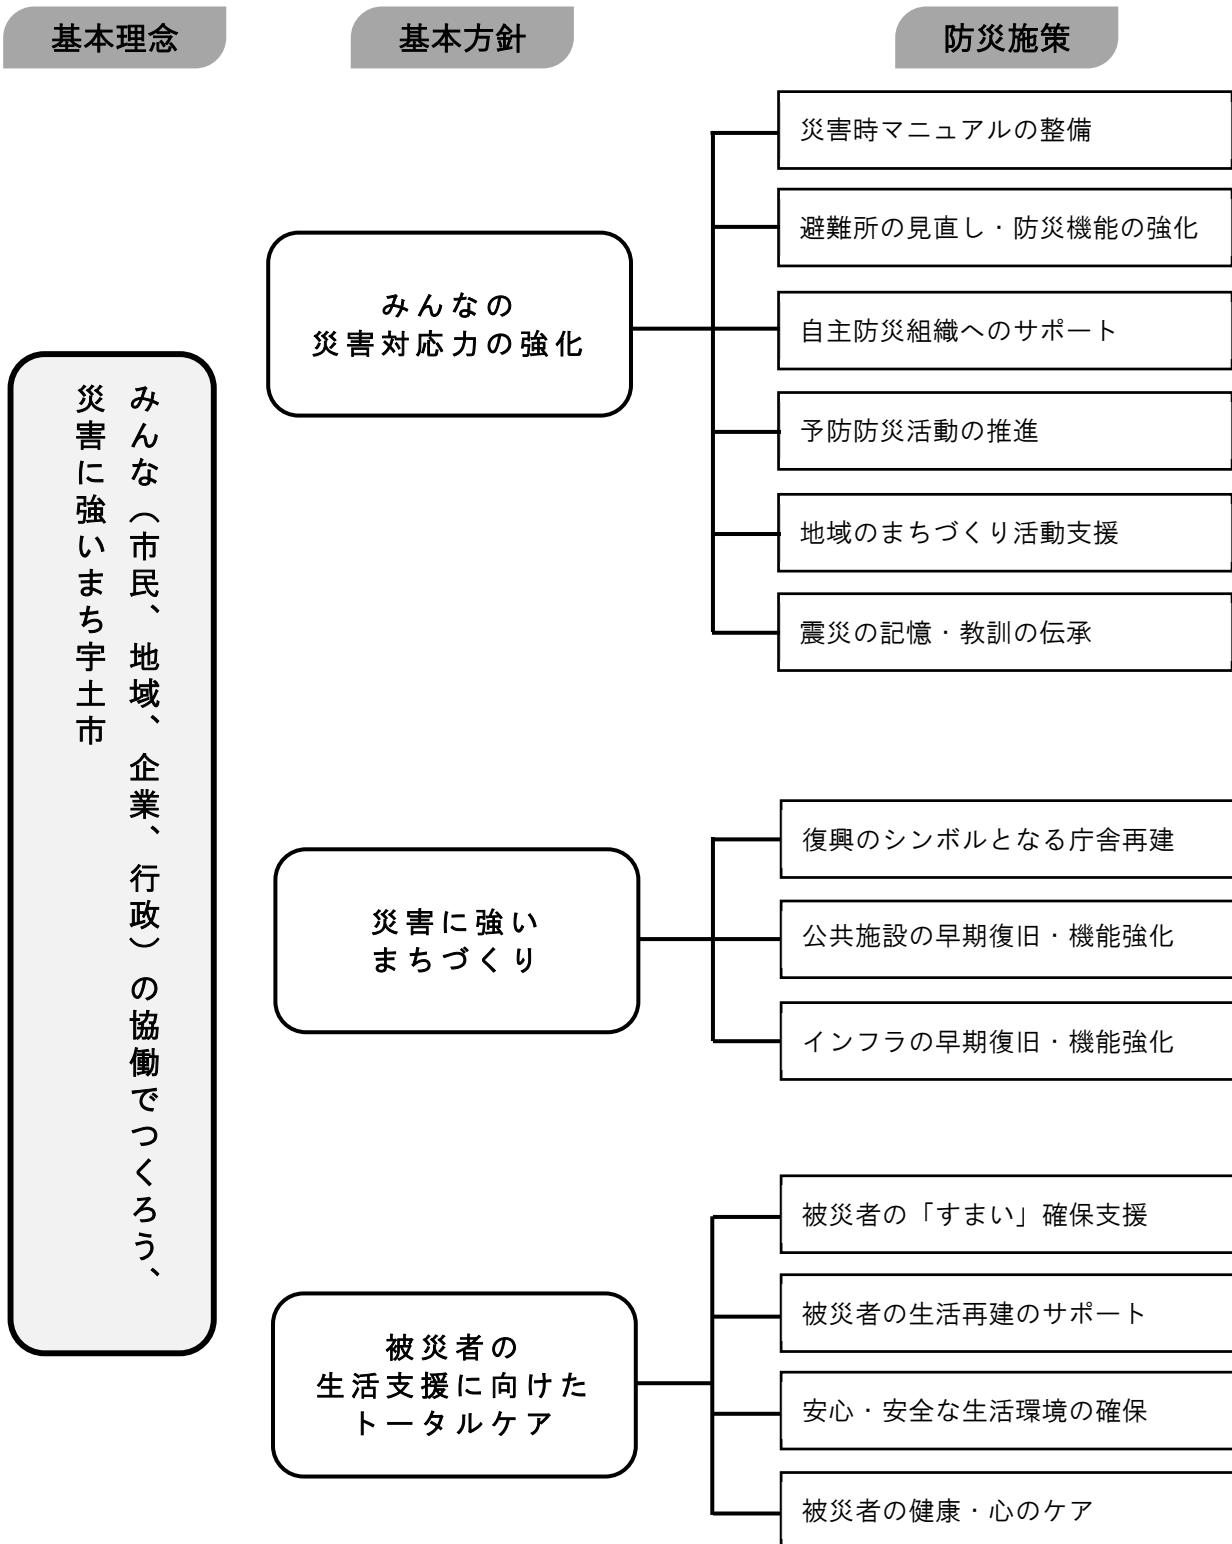 基本理念
基本方針
防災施策
みんな（市民、地域、企業、行政）の協働でつくろう、
災害に強いまち宇土市
みんなの
災害対応力の強化
災害時マニュアルの整備
避難所の見直し・防災機能の強化
自主防災組織へのサポート
予防防災活動の推進
地域のまちづくり活動支援
震災の記憶・教訓の伝承
災害に強い
まちづくり
復興のシンボルとなる庁舎再建
公共施設の早期復旧・機能強化
インフラの早期復旧・機能強化
被災者の
生活支援に向けた
トータルケア
被災者の「すまい」確保支援
被災者の生活再建のサポート
安心・安全な生活環境の確保
被災者の健康・心のケア